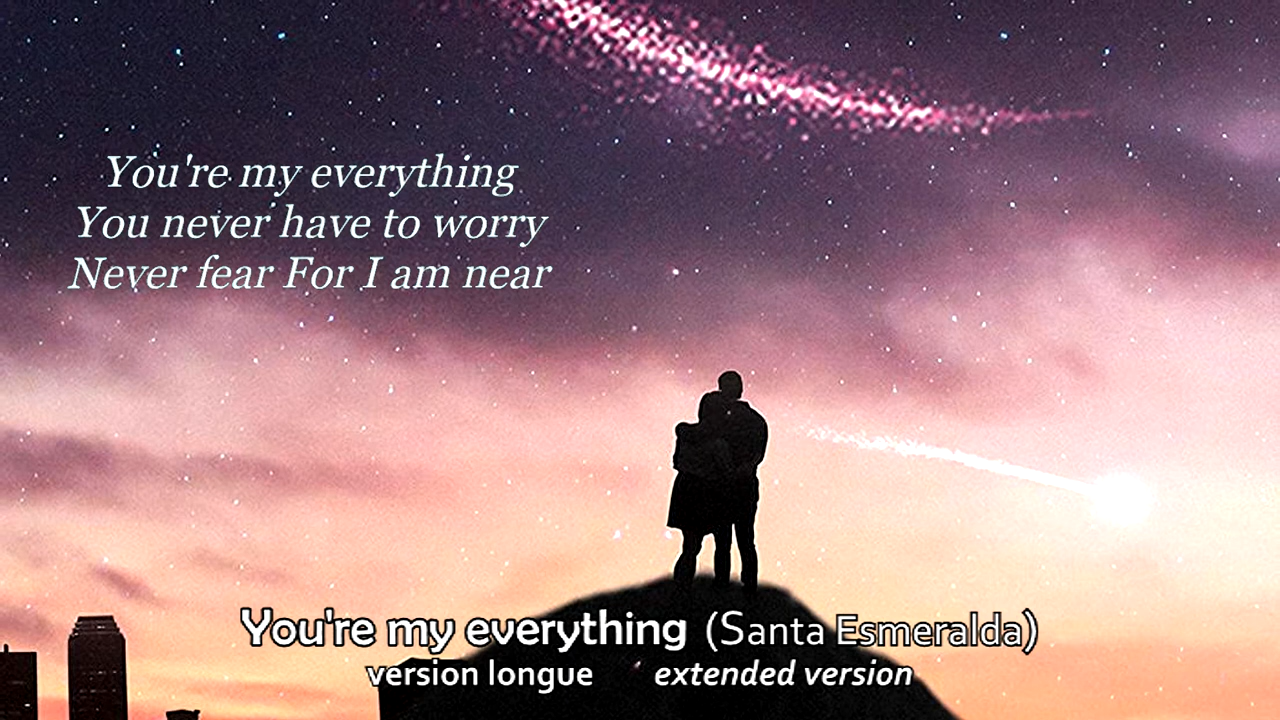 You're my everything
You never have to worry
Never fear For I am near
You're my everything (Santa Esmeralda)
version longue extended version